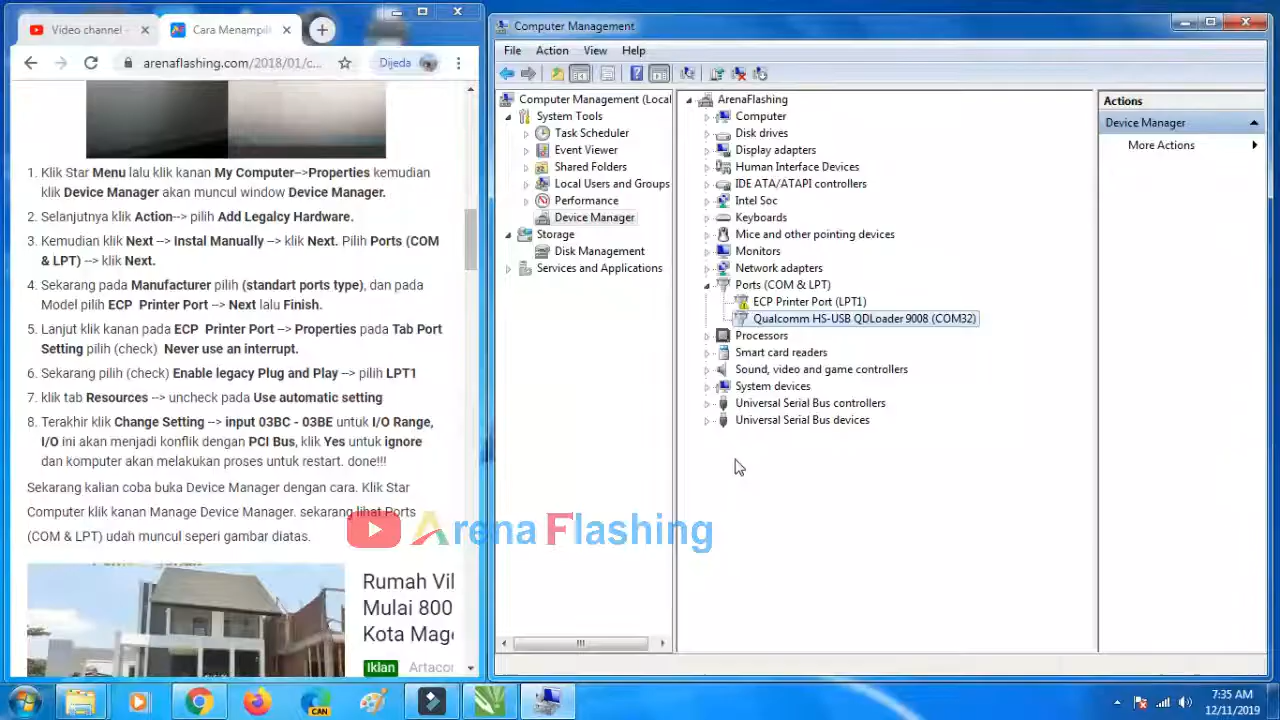 Video channel -
Cara Menampil
arenaflashing.com/2018/01/c...
Dijeda
1. Klik Star Menu lalu klik kanan My Computer-->Properties kemudian
klik Device Manager akan muncul window Device Manager.
2. Selanjutnya klik Action--> pilih Add Legalcy Hardware.
3. Kemudian klik Next --> Instal Manually --> klik Next. Pilih Ports (COM
& LPT) --> klik Next.
4. Sekarang pada Manufacturer pilih (standart ports type), dan pada
Model pilih ECP Printer Port --> Next lalu Finish.
5. Lanjut klik kanan pada ECP Printer Port --> Properties pada Tab Port
Setting pilih (check) Never use an interrupt.
6. Sekarang pilih (check) Enable legacy Plug and Play --> pilih LPT1
7. klik tab Resources --> uncheck pada Use automatic setting
8. Terakhir klik Change Setting --> input 03BC - 03BE untuk I/O Range,
I/O ini akan menjadi konflik dengan PCI Bus, klik Yes untuk ignore
dan komputer akan melakukan proses untuk restart. done!!!
Sekarang kalian coba buka Device Manager dengan cara. Klik Star
Computer klik kanan Manage Device Manager. sekarang lihat Ports
(COM & LPT) udah muncul seperi gambar diatas.
Rumah Vil
Mulai 800
Kota Mage
Iklan Artacom
Computer Management
File Action View Help
Computer Management (Local
System Tools
Task Scheduler
Event Viewer
Shared Folders
Local Users and Groups
Performance
Device Manager
Storage
Disk Management
Services and Applications
ArenaFlashing
Computer
Disk drives
Display adapters
Human Interface Devices
IDE ATA/ATAPI controllers
Intel Soc
Keyboards
Mice and other pointing devices
Monitors
Network adapters
Ports (COM & LPT)
ECP Printer Port (LPT1)
Qualcomm HS-USB QDLoader 9008 (COM32)
Processors
Smart card readers
Sound, video and game controllers
System devices
Universal Serial Bus controllers
Universal Serial Bus devices
Actions
Device Manager
More Actions
Arena Flashing
CAN
7:35 AM
12/11/2019